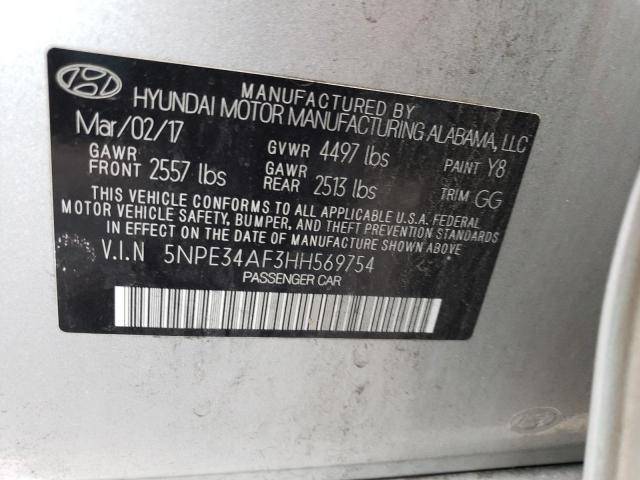 MANUFACTURED BY
HYUNDAI MOTOR MANUFACTURING ALABAMA, LLC
Mar/02/17
GAWR FRONT 2557 lbs
GVWR 4497 lbs
GAWR REAR 2513 lbs
PAINT Y8
TRIM GG
THIS VEHICLE CONFORMS TO ALL APPLICABLE U.S.A. FEDERAL
MOTOR VEHICLE SAFETY, BUMPER, AND THEFT PREVENTION STANDARDS
IN EFFECT ON THE DATE OF MANUFACTURE SHOWN ABOVE
V.I.N 5NPE34AF3HH569754
PASSENGER CAR